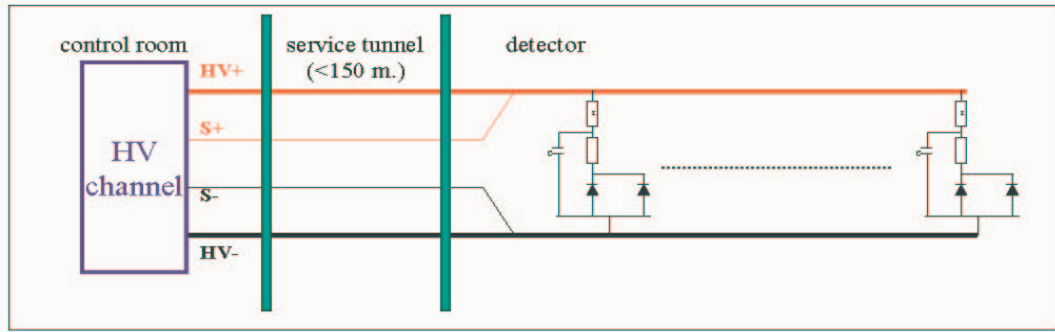 control room
service tunnel
(<150 m.)
detector
HV+
S+
HV
channel
S-
HV-